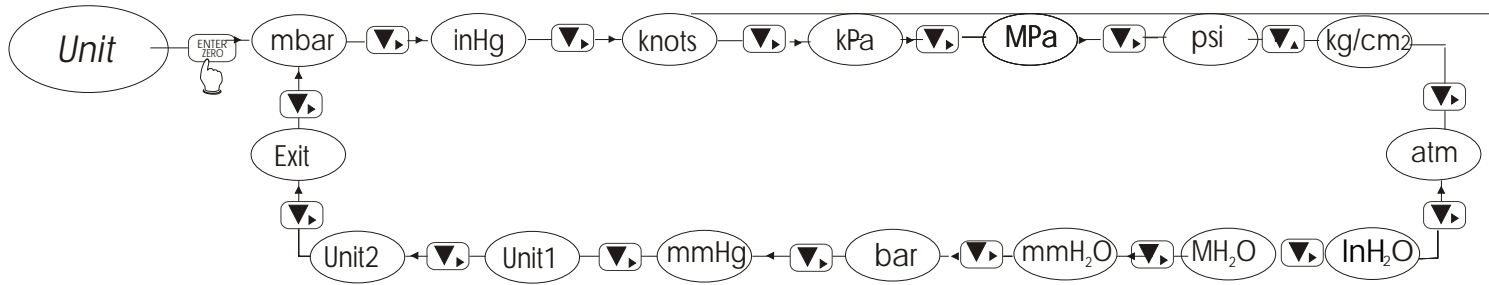 Unit ENTER ZERO mbar inHg knots kPa MPa psi kg/cm2
Exit atm
Unit2 Unit1 mmHg bar mmH₂O MH₂O InH₂O